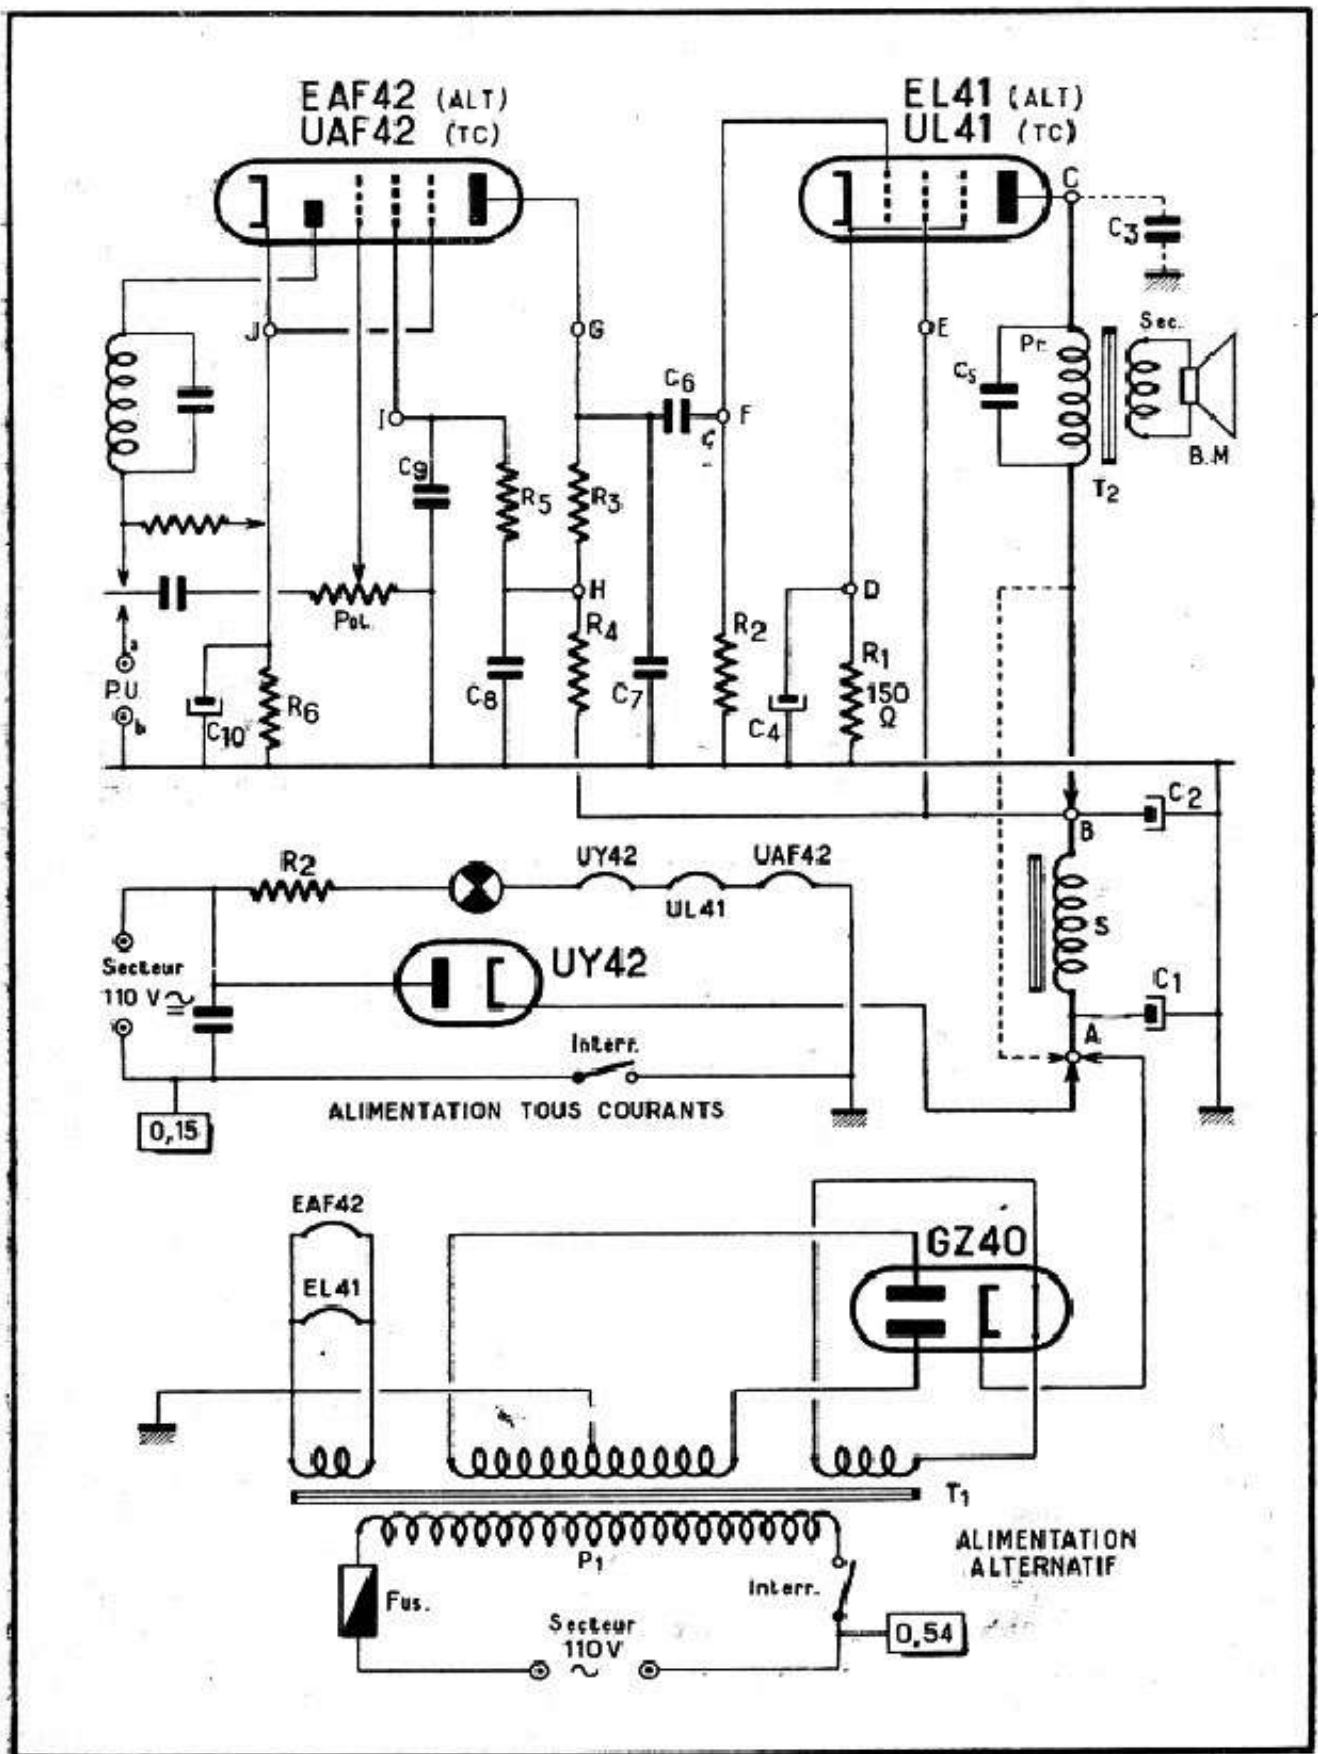 EAF42 (ALT)
UAF42 (TC)
EL41 (ALT)
UL41 (TC)
C
C3
J
G
E
Pr.
Sec.
C5
C6
I
F
C9
R5
R3
B.M
T2
H
D
Pot.
R4
R2
R1
150
Ω
a
P.U.
b
C10
R6
C8
C7
C4
C2
B
R2
UY42
UAF42
UL41
S
UY42
Secteur
110 V
C1
A
Interr.
ALIMENTATION TOUS COURANTS
0,15
EAF42
GZ40
EL41
T1
P1
ALIMENTATION
ALTERNATIF
Fus.
Interr.
Secteur
110 V
0,54